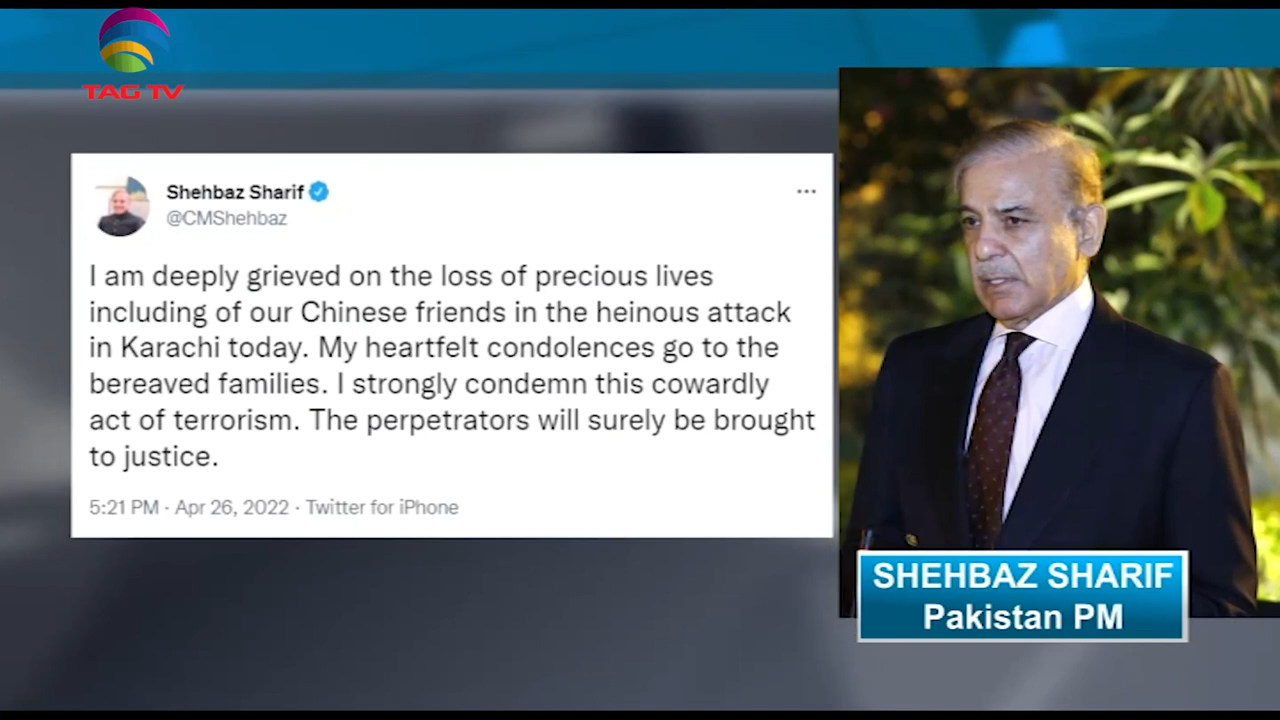 TAG TV
Shehbaz Sharif
@CMShehbaz
I am deeply grieved on the loss of precious lives
including of our Chinese friends in the heinous attack
in Karachi today. My heartfelt condolences go to the
bereaved families. I strongly condemn this cowardly
act of terrorism. The perpetrators will surely be brought
to justice.
5:21 PM · Apr 26, 2022 · Twitter for iPhone
SHEHBAZ SHARIF
Pakistan PM